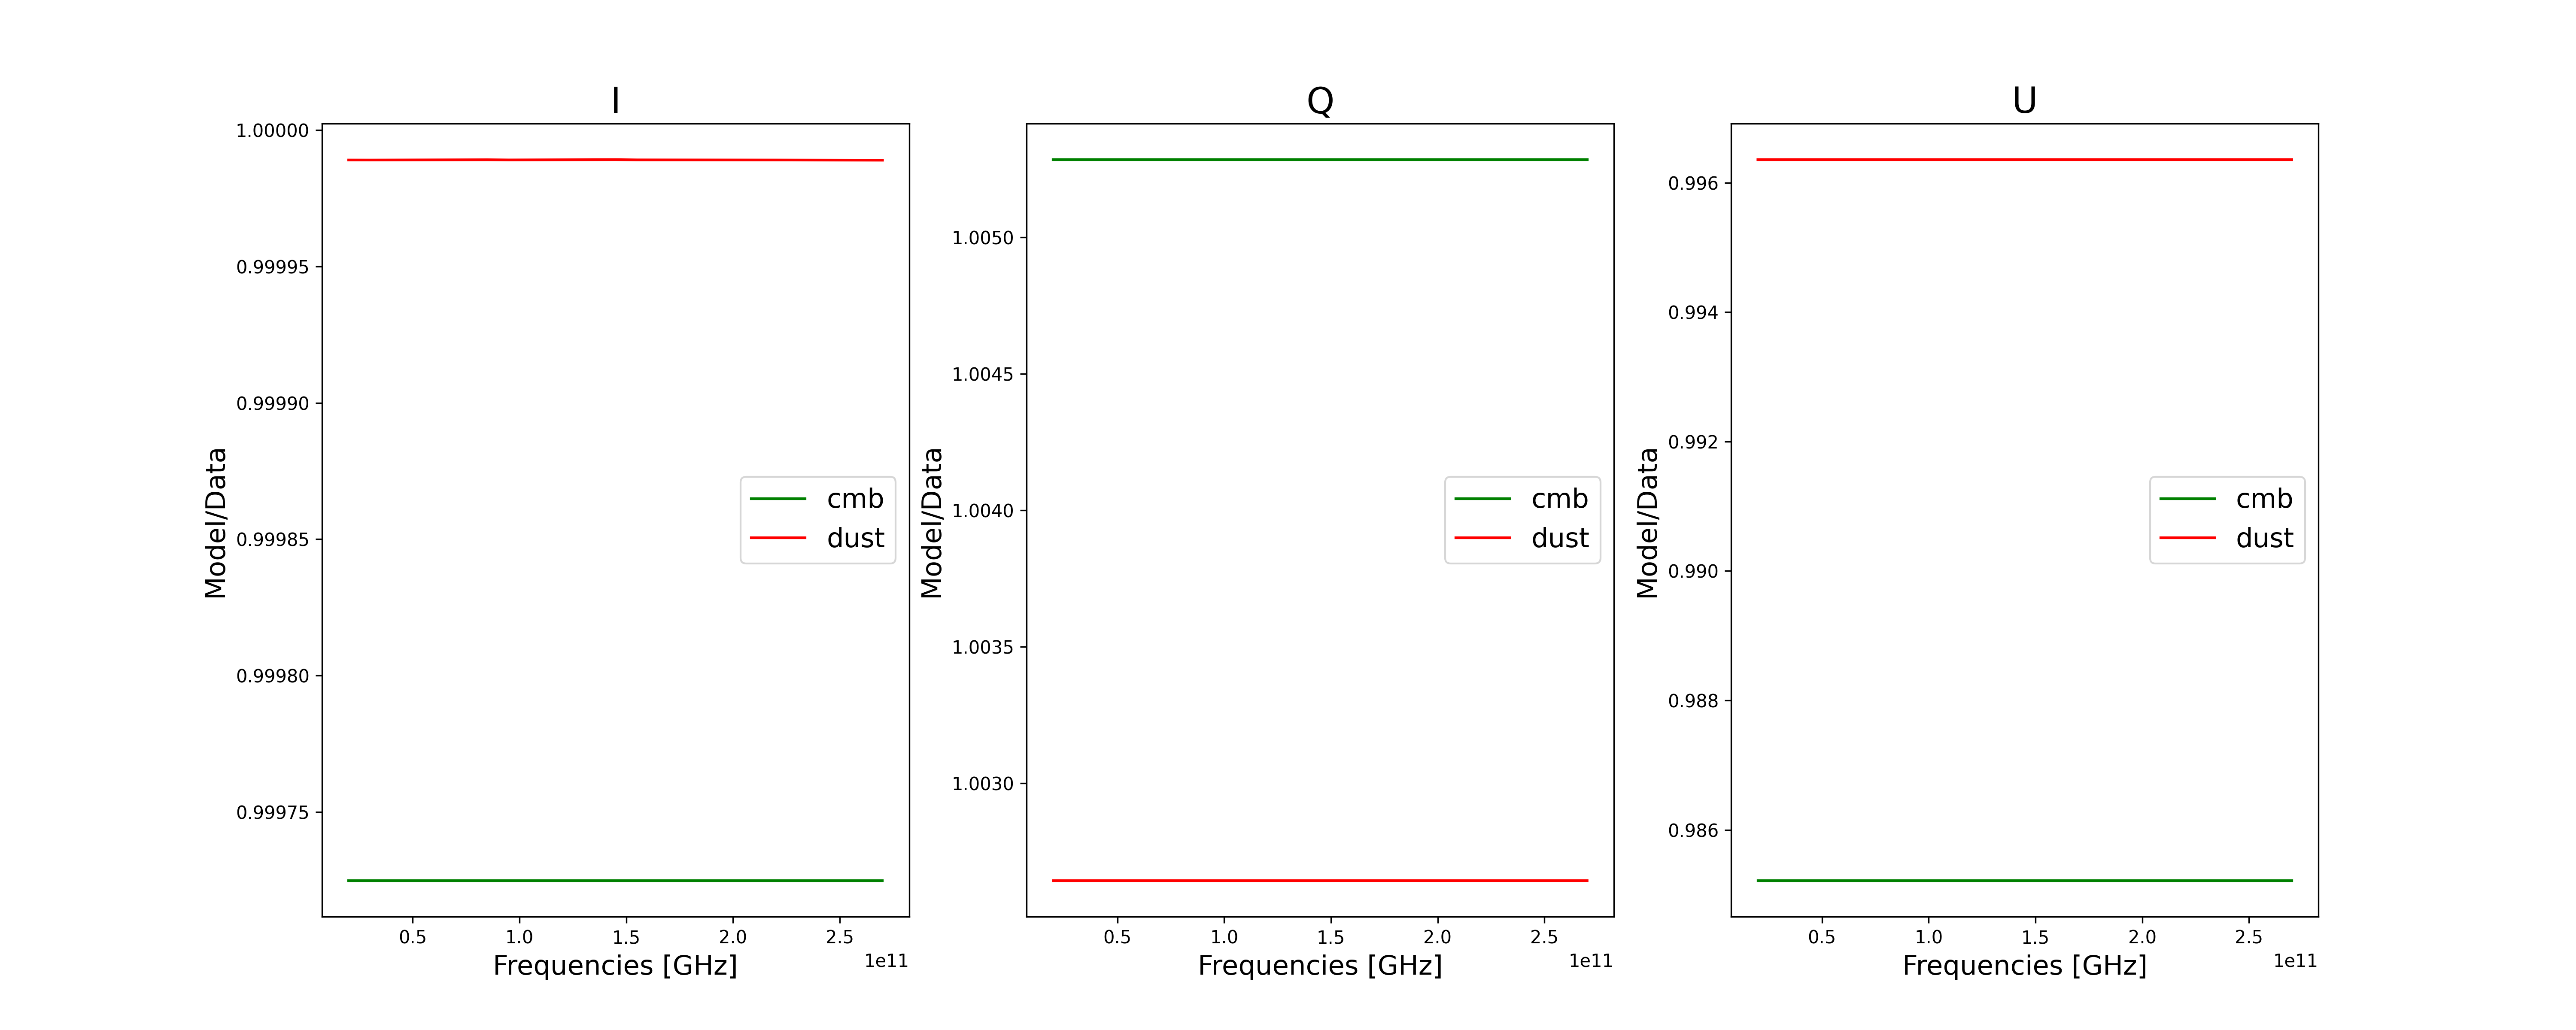 I
Model/Data
1.00000
0.99995
0.99990
0.99985
0.99980
0.99975
cmb
dust
0.5 1.0 1.5 2.0 2.5
1e11
Frequencies [GHz]
Q
Model/Data
1.0050
1.0045
1.0040
1.0035
1.0030
cmb
dust
0.5 1.0 1.5 2.0 2.5
1e11
Frequencies [GHz]
U
Model/Data
0.996
0.994
0.992
0.990
0.988
0.986
cmb
dust
0.5 1.0 1.5 2.0 2.5
1e11
Frequencies [GHz]